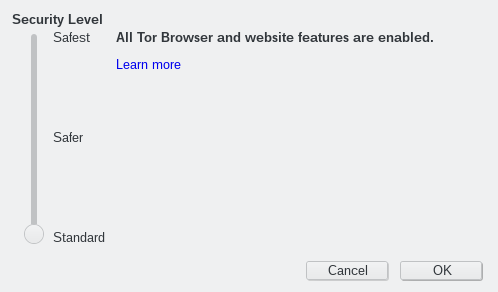 Security Level
Safest
All Tor Browser and website features are enabled.
Learn more
Safer
Standard
Cancel
OK